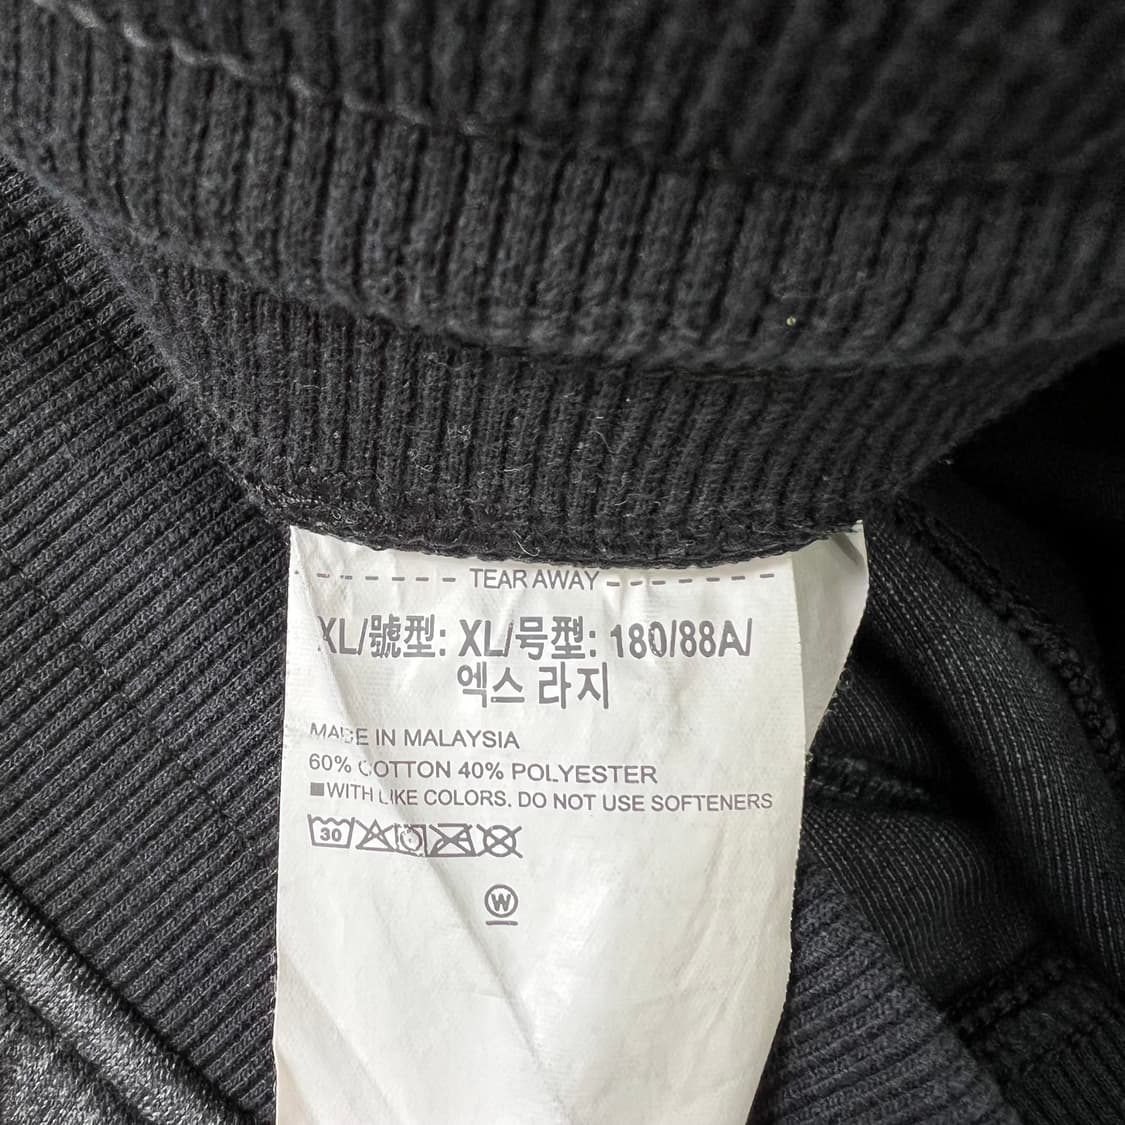 TEAR AWAY
XL/號型: XL/号型: 180/88A/
엑스 라지
MADE IN MALAYSIA
60% COTTON 40% POLYESTER
WITH LIKE COLORS. DO NOT USE SOFTENERS
30
W